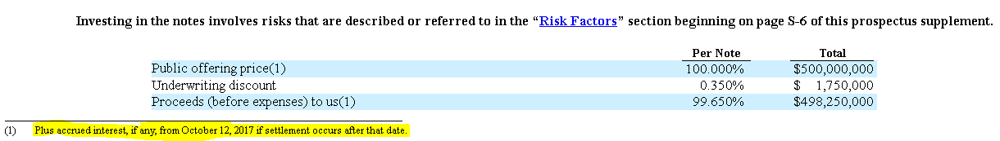 Investing in the notes involves risks that are described or referred to in the “Risk Factors” section beginning on page S-6 of this prospectus supplement.
Per Note Total
Public offering price(1) 100.000% $500,000,000
Underwriting discount 0.350% $ 1,750,000
Proceeds (before expenses) to us(1) 99.650% $498,250,000
(1) Plus accrued interest, if any, from October 12, 2017 if settlement occurs after that date.